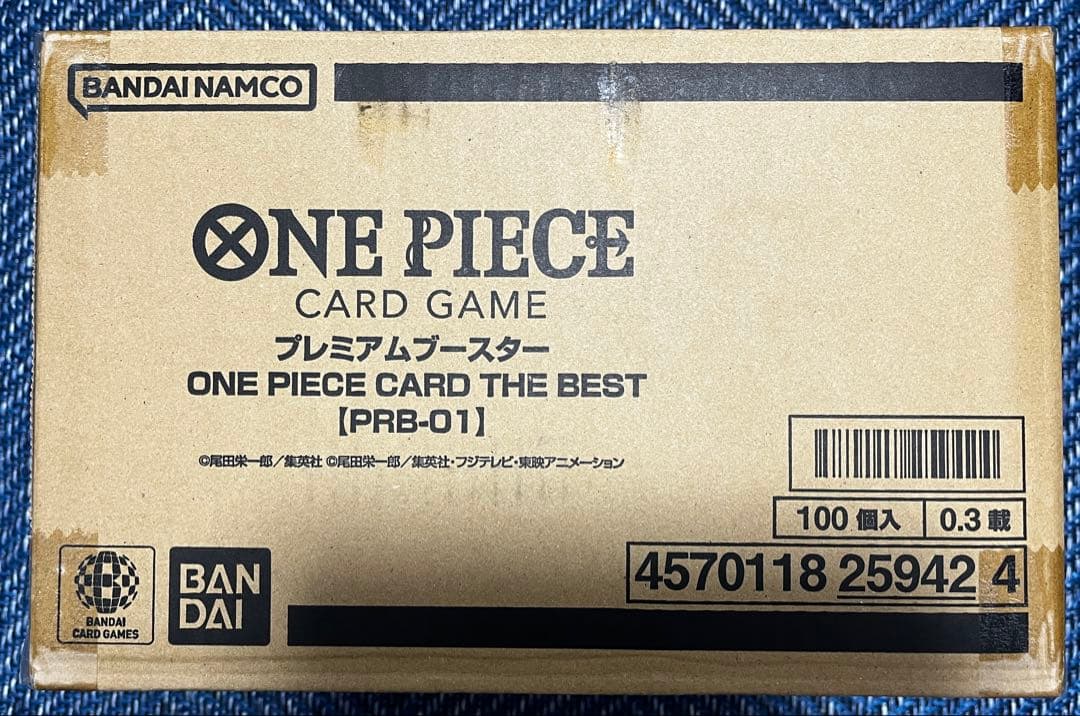 BANDAI NAMCO
ONE PIECE
CARD GAME
プレミアムブースター
ONE PIECE CARD THE BEST
【PRB-01】
©尾田栄一郎／集英社 ©尾田栄一郎／集英社・フジテレビ・東映アニメーション
100 個入
0.3 載
4570118 25942 4
BANDAI
CARD GAMES
BAN
DAI